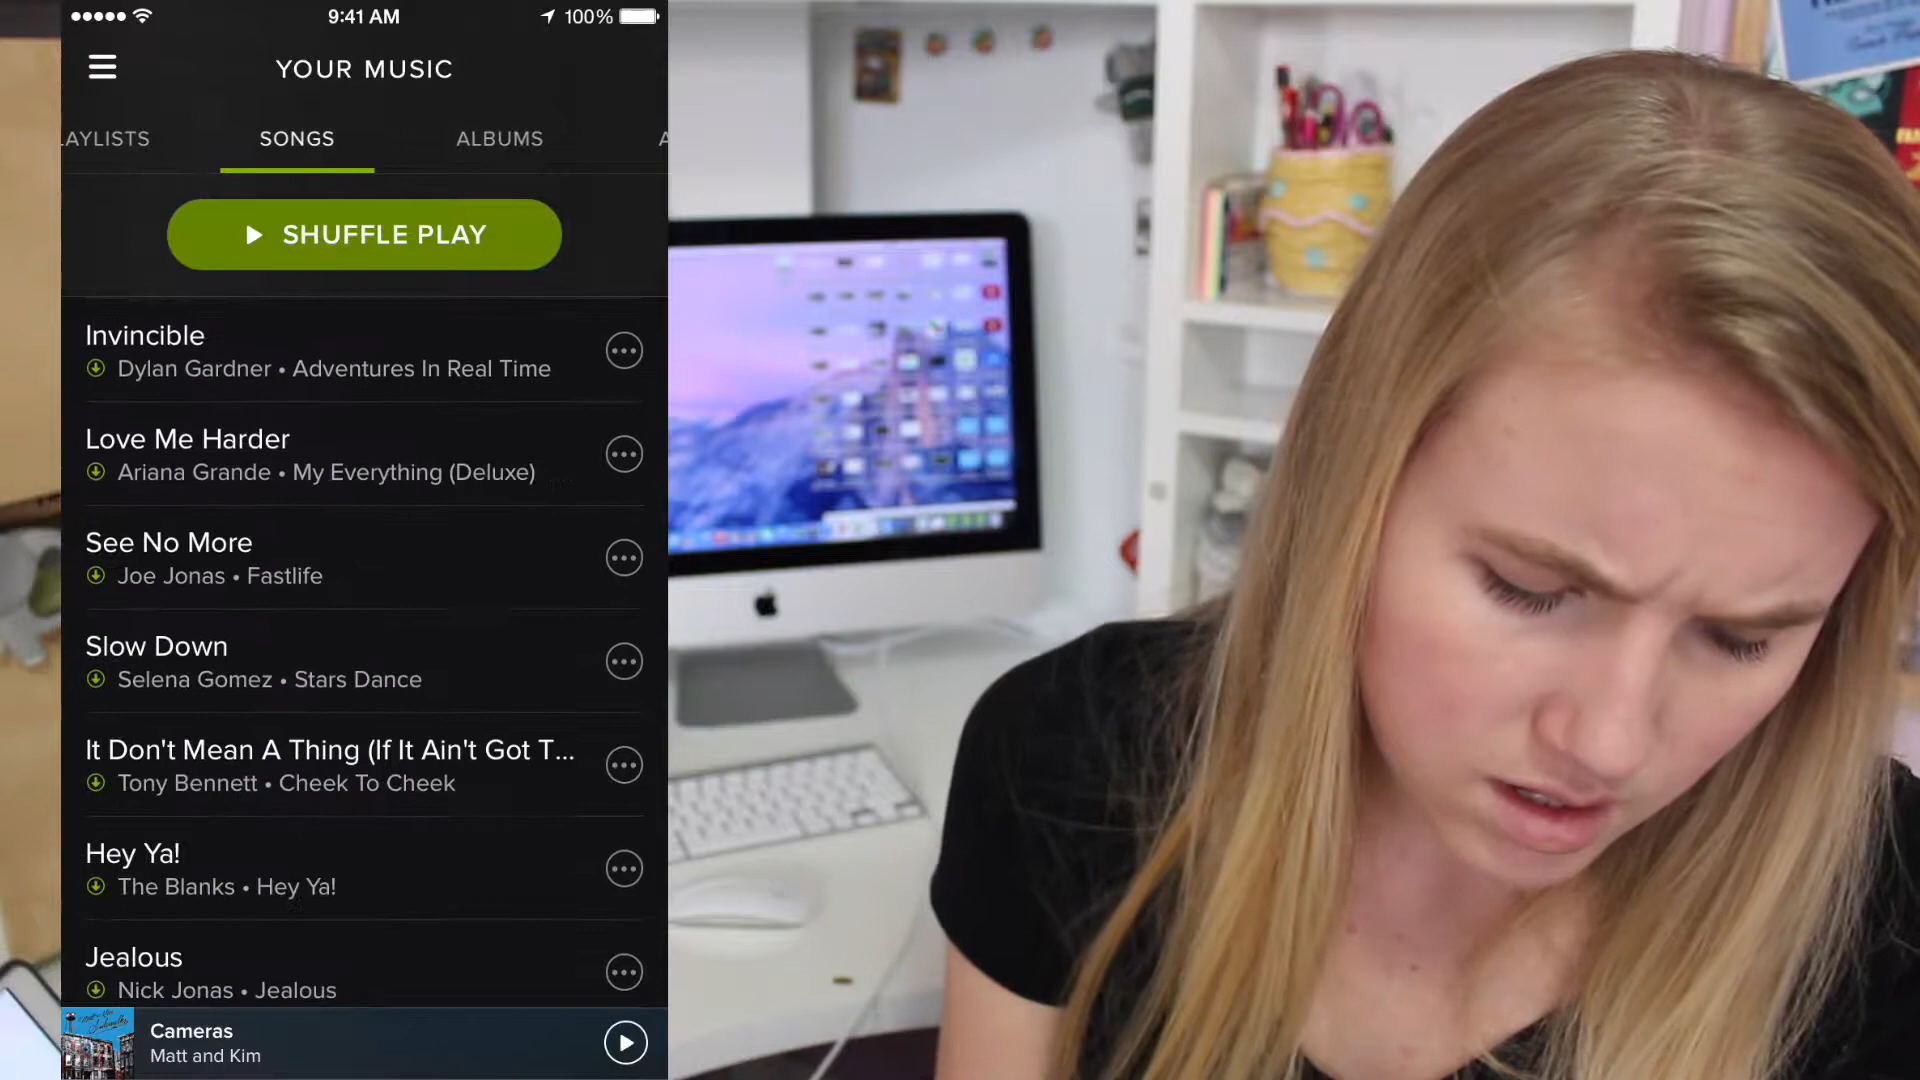 9:41 AM
100%
YOUR MUSIC
LAYLISTS SONGS ALBUMS A
SHUFFLE PLAY
Invincible
Dylan Gardner • Adventures In Real Time
Love Me Harder
Ariana Grande • My Everything (Deluxe)
See No More
Joe Jonas • Fastlife
Slow Down
Selena Gomez • Stars Dance
It Don't Mean A Thing (If It Ain't Got T...
Tony Bennett • Cheek To Cheek
Hey Ya!
The Blanks • Hey Ya!
Jealous
Nick Jonas • Jealous
Cameras
Matt and Kim